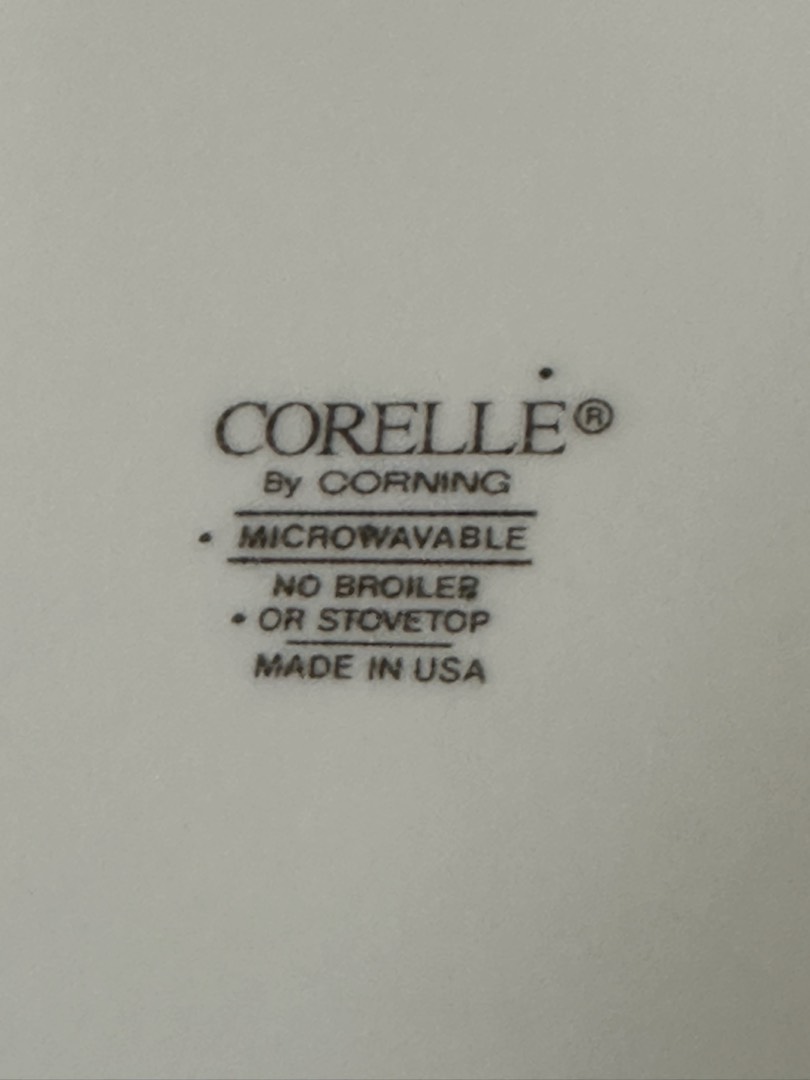 CORELLE®
By CORNING
MICROWAVABLE
NO BROILER
OR STOVETOP
MADE IN USA